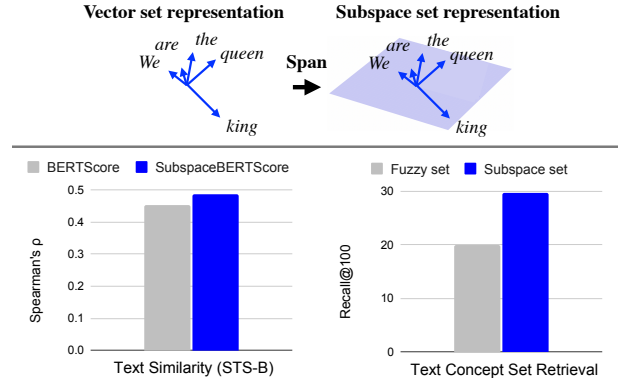 Vector set representation
Subspace set representation
are
the
We
queen
king
Span
are
the
We
queen
king
BERTScore
SubspaceBERTScore
Spearman's ρ
0.5
0.4
0.3
0.2
0.1
0.0
Text Similarity (STS-B)
Fuzzy set
Subspace set
Recall@100
30
20
10
0
Text Concept Set Retrieval